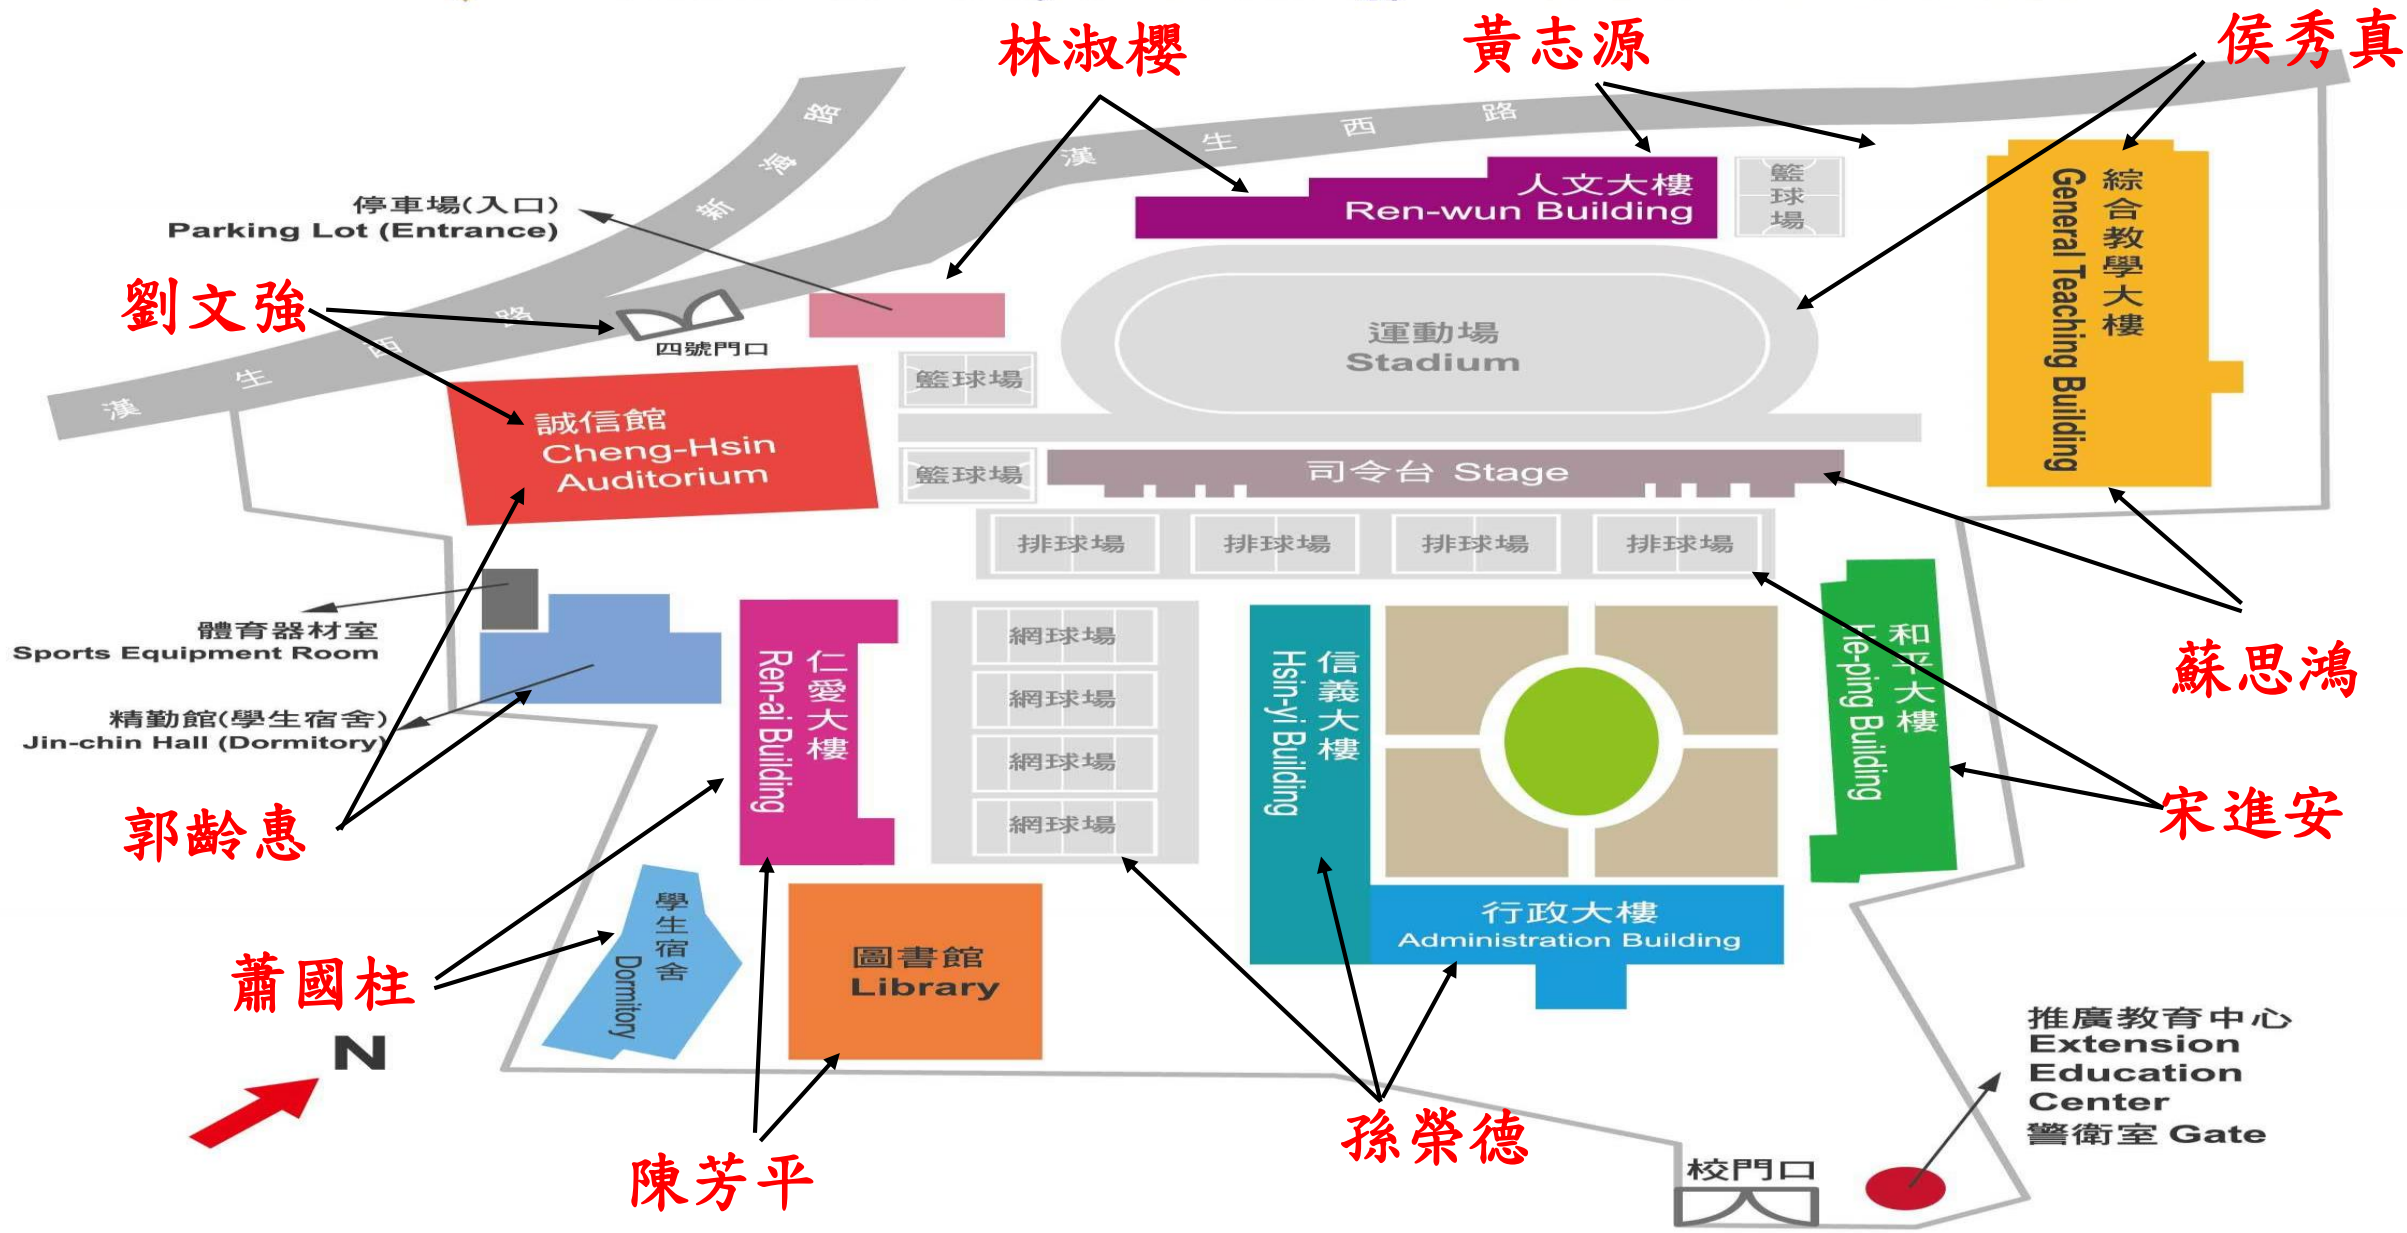 林淑櫻
黃志源
侯秀真
新海路
漢生西路
停車場(入口)
Parking Lot (Entrance)
人文大樓
Ren-wun Building
籃球場
綜合教學大樓
General Teaching Building
劉文強
四號門口
漢生西路
運動場
Stadium
籃球場
誠信館
Cheng-Hsin
Auditorium
籃球場
司令台 Stage
排球場
排球場
排球場
排球場
體育器材室
Sports Equipment Room
精勤館(學生宿舍)
Jin-chin Hall (Dormitory)
仁愛大樓
Ren-ai Building
網球場
網球場
網球場
網球場
信義大樓
Hsin-yi Building
和平大樓
He-ping Building
蘇思鴻
宋進安
郭齡惠
學生宿舍
Dormitory
圖書館
Library
行政大樓
Administration Building
蕭國柱
N
陳芳平
孫榮德
推廣教育中心
Extension
Education
Center
警衛室 Gate
校門口